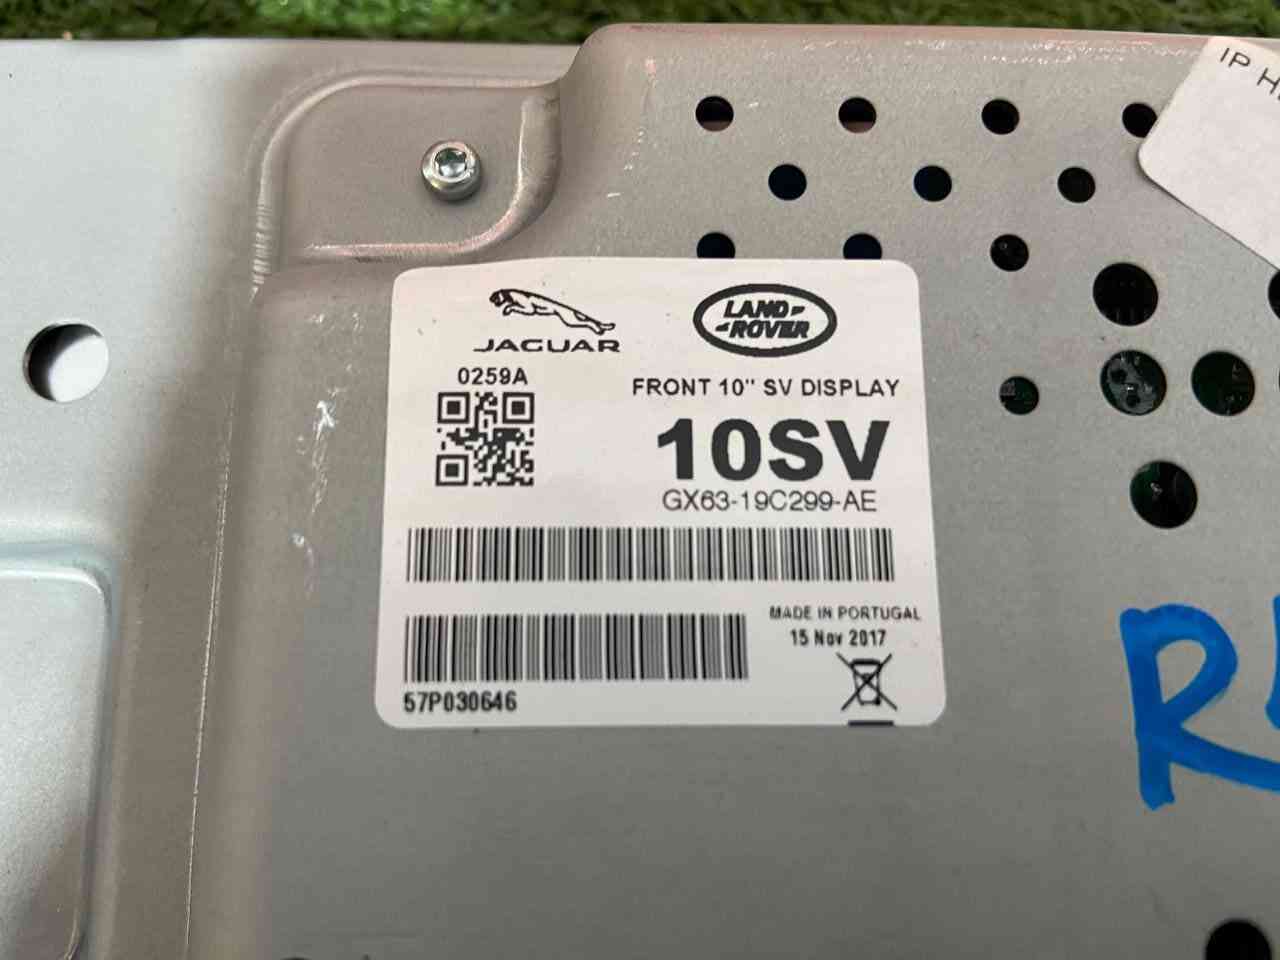 IP H
JAGUAR
LAND
ROVER
0259A
FRONT 10" SV DISPLAY
10SV
GX63-19C299-AE
MADE IN PORTUGAL
15 Nov 2017
57P030646
R